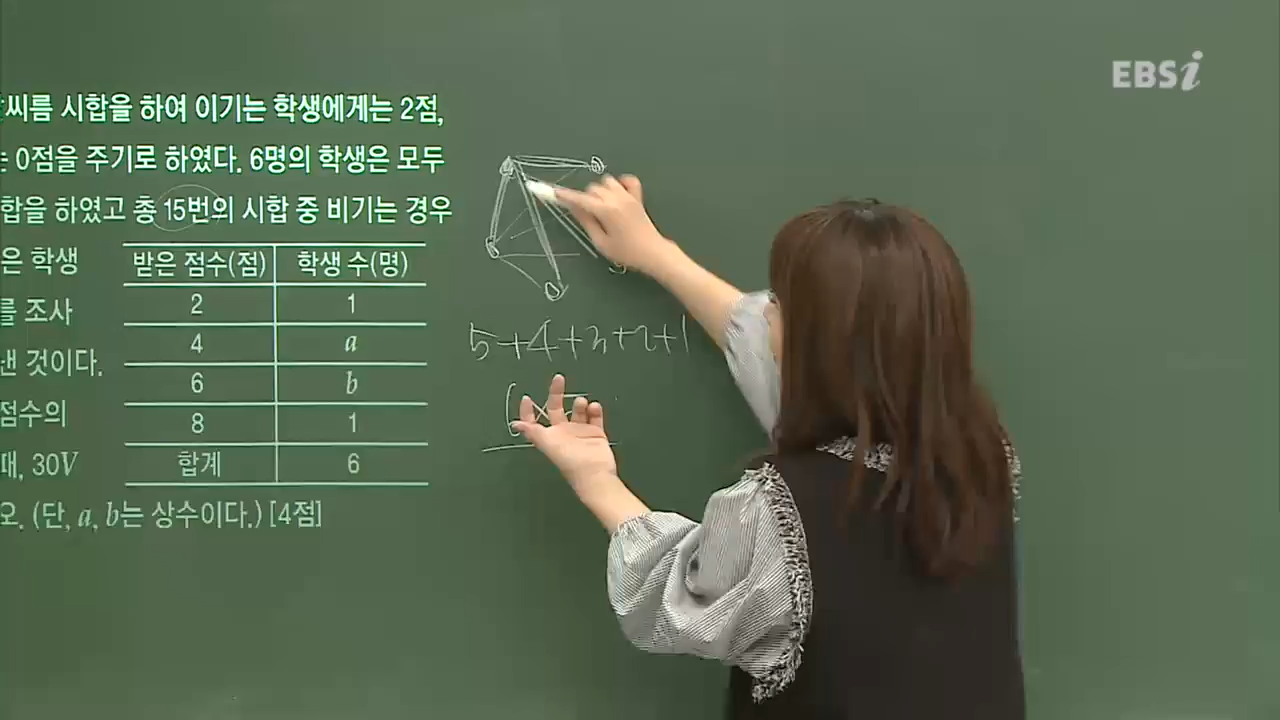 EBSi
씨름 시합을 하여 이기는 학생에게는 2점,
는 0점을 주기로 하였다. 6명의 학생은 모두
합을 하였고 총 15번의 시합 중 비기는 경우
은 학생
를 조사
낸 것이다.
점수의
때, 30V
오. (단, a, b는 상수이다.) [4점]
받은 점수(점) 학생 수(명)
2 1
4 a
6 b
8 1
합계 6
5+4+3+2+1